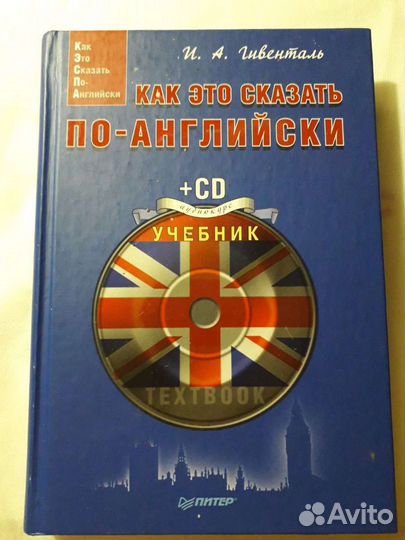 Как
Это
Сказать
По-
Английски
И. А. Гивенталь
КАК ЭТО СКАЗАТЬ
ПО-АНГЛИЙСКИ
+CD
аудиокурс
УЧЕБНИК
TEXTBOOK
ПИТЕР®
Avito